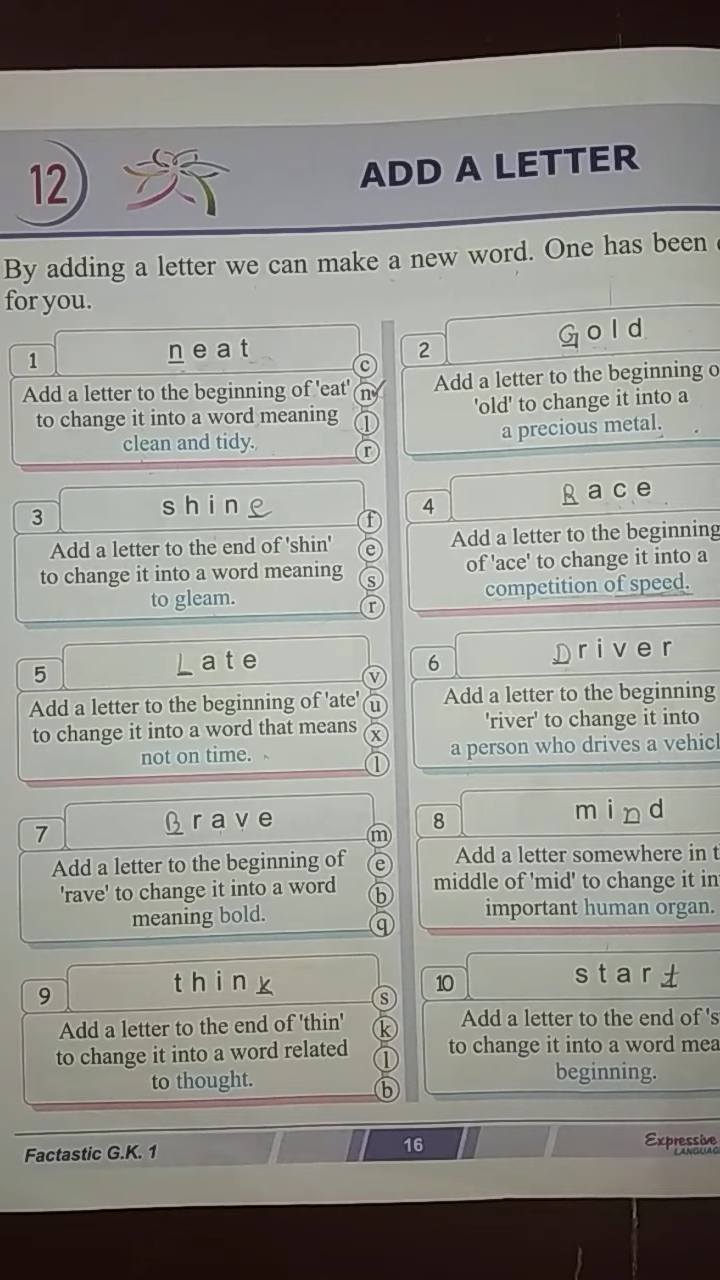 12
ADD A LETTER
By adding a letter we can make a new word. One has been
for you.
1
neat
Add a letter to the beginning of 'eat'
to change it into a word meaning
clean and tidy.
c
n
l
r
2
Gold
Add a letter to the beginning
'old' to change it into a
a precious metal.
3
shine
Add a letter to the end of 'shin'
to change it into a word meaning
to gleam.
f
e
s
r
4
Race
Add a letter to the beginning
of 'ace' to change it into a
competition of speed.
5
Late
Add a letter to the beginning of 'ate'
to change it into a word that means
not on time.
v
u
x
l
6
Driver
Add a letter to the beginning
'river' to change it into
a person who drives a
7
Brave
Add a letter to the beginning of
'rave' to change it into a word
meaning bold.
m
e
b
q
8
mind
Add a letter somewhere in
middle of 'mid' to change it
important human organ.
9
think
Add a letter to the end of 'thin'
to change it into a word related
to thought.
s
k
l
b
10
start
Add a letter to the end of
to change it into a word
beginning.
Factastic G.K. 1
16
Expressive